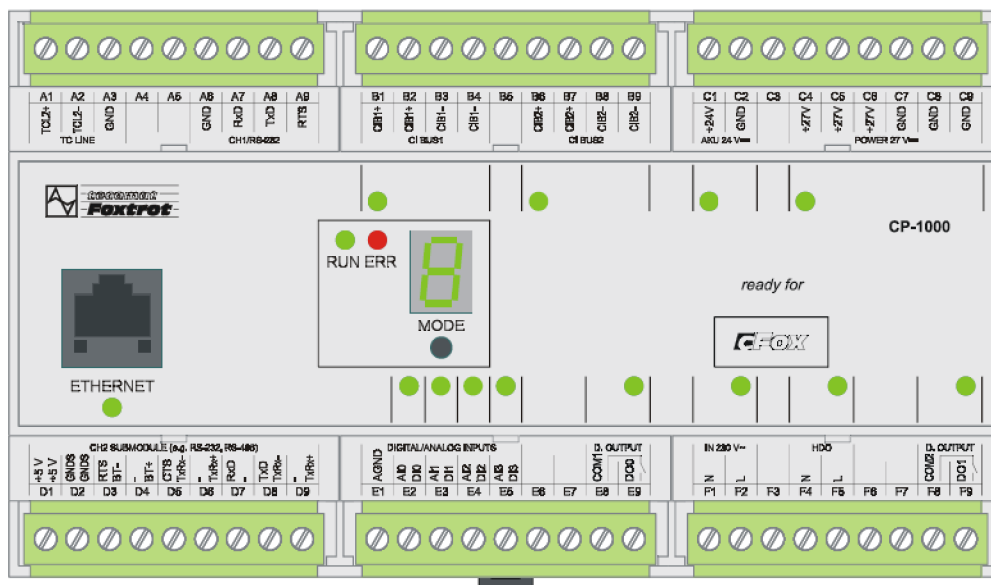 A1 A2 A3 A4 A5 A6 A7 A8 A9
TCL2+ TCL2- GND GND RxD TxD RTS
TC LINE CH1/RS-232
B1 B2 B3 B4 B5 B6 B7 B8 B9
CIB1+ CIB1+ CIB1- CIB1- CIB2+ CIB2+ CIB2- CIB2-
CI BUS1 CI BUS2
C1 C2 C3 C4 C5 C6 C7 C8 C9
+24V GND +27V +27V +27V GND GND GND
AKU 24 V POWER 27 V
tecomat
Foxtrot
CP-1000
RUN ERR
8
MODE
ready for
CFox
ETHERNET
CH2 SUBMODULE (e.g. RS-232, RS-485)
+5 V GNDS RTS - CTS - RxD TxD -
+5 V GNDS BT- BT+ TxRx- TxRx+ - TxRx- TxRx+
D1 D2 D3 D4 D5 D6 D7 D8 D9
DIGITAL/ANALOG INPUTS D. OUTPUT
AGND AI0 AI1 AI2 AI3 COM1 DO0
DI0 DI1 DI2 DI3
E1 E2 E3 E4 E5 E6 E7 E8 E9
IN 230 V~ HDO D. OUTPUT
N L N L COM2 DO1
F1 F2 F3 F4 F5 F6 F7 F8 F9